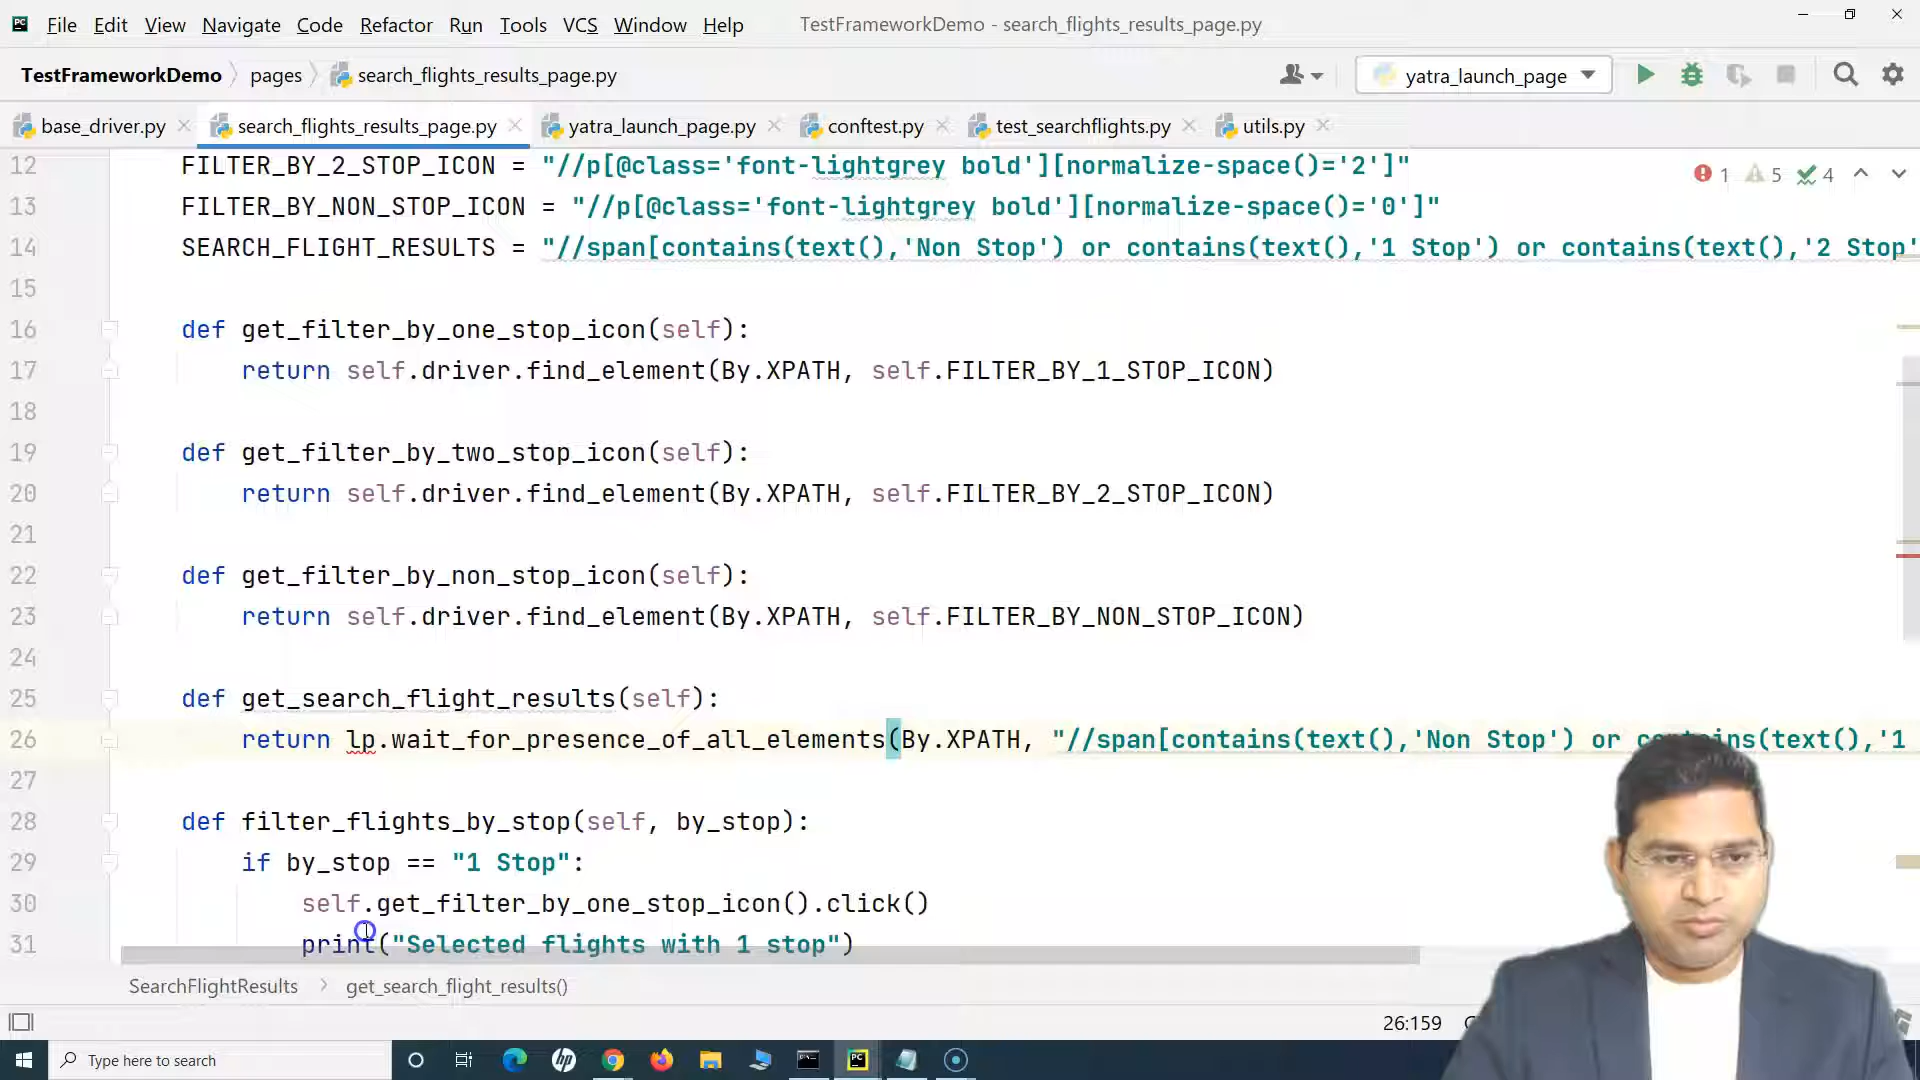 File Edit View Navigate Code Refactor Run Tools VCS Window Help TestFrameworkDemo - search_flights_results_page.py
TestFrameworkDemo pages search_flights_results_page.py yatra_launch_page
base_driver.py search_flights_results_page.py yatra_launch_page.py conftest.py test_searchflights.py utils.py
12 FILTER_BY_2_STOP_ICON = "//p[@class='font-lightgrey bold'][normalize-space()='2']" 1 5 4
13 FILTER_BY_NON_STOP_ICON = "//p[@class='font-lightgrey bold'][normalize-space()='0']"
14 SEARCH_FLIGHT_RESULTS = "//span[contains(text(),'Non Stop') or contains(text(),'1 Stop') or contains(text(),'2 Stop'
15
16 def get_filter_by_one_stop_icon(self):
17 return self.driver.find_element(By.XPATH, self.FILTER_BY_1_STOP_ICON)
18
19 def get_filter_by_two_stop_icon(self):
20 return self.driver.find_element(By.XPATH, self.FILTER_BY_2_STOP_ICON)
21
22 def get_filter_by_non_stop_icon(self):
23 return self.driver.find_element(By.XPATH, self.FILTER_BY_NON_STOP_ICON)
24
25 def get_search_flight_results(self):
26 return lp.wait_for_presence_of_all_elements(By.XPATH, "//span[contains(text(),'Non Stop') or contains(text(),'1
27
28 def filter_flights_by_stop(self, by_stop):
29 if by_stop == "1 Stop":
30 self.get_filter_by_one_stop_icon().click()
31 print("Selected flights with 1 stop")
SearchFlightResults get_search_flight_results()
26:159
Type here to search